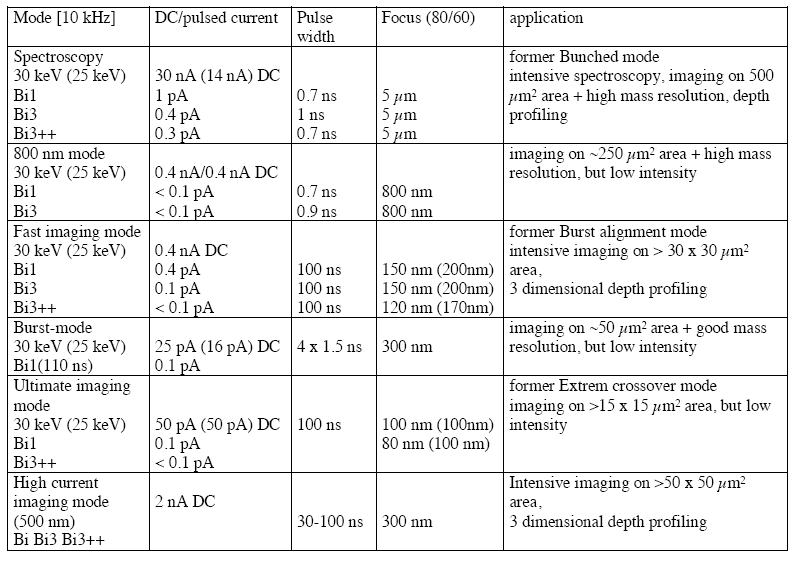 Mode [10 kHz] DC/pulsed current Pulse width Focus (80/60) application
Spectroscopy former Bunched mode
30 keV (25 keV) 30 nA (14 nA) DC intensive spectroscopy, imaging on 500
Bi1 1 pA 0.7 ns 5 µm µm² area + high mass resolution, depth
Bi3 0.4 pA 1 ns 5 µm profiling
Bi3++ 0.3 pA 0.7 ns 5 µm
800 nm mode imaging on ~250 µm² area + high mass
30 keV (25 keV) 0.4 nA/0.4 nA DC resolution, but low intensity
Bi1 < 0.1 pA 0.7 ns 800 nm
Bi3 < 0.1 pA 0.9 ns 800 nm
Fast imaging mode former Burst alignment mode
30 keV (25 keV) 0.4 nA DC intensive imaging on > 30 x 30 µm²
Bi1 0.4 pA 100 ns 150 nm (200nm) area,
Bi3 0.1 pA 100 ns 150 nm (200nm) 3 dimensional depth profiling
Bi3++ < 0.1 pA 100 ns 120 nm (170nm)
Burst-mode imaging on ~50 µm² area + good mass
30 keV (25 keV) 25 pA (16 pA) DC 4 x 1.5 ns 300 nm resolution, but low intensity
Bi1(110 ns) 0.1 pA
Ultimate imaging former Extrem crossover mode
mode imaging on >15 x 15 µm² area, but low
30 keV (25 keV) 50 pA (50 pA) DC 100 ns 100 nm (100nm) intensity
Bi1 0.1 pA 80 nm (100 nm)
Bi3++ < 0.1 pA
High current Intensive imaging on >50 x 50 µm²
imaging mode 2 nA DC area,
(500 nm) 30-100 ns 300 nm 3 dimensional depth profiling
Bi Bi3 Bi3++